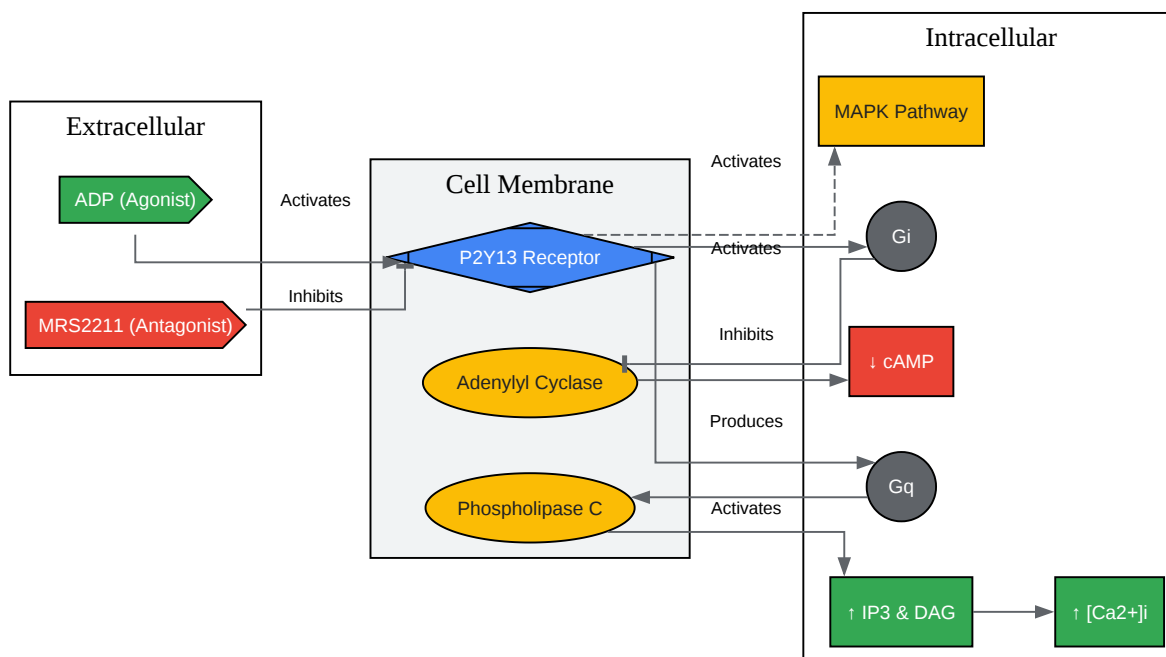 Extracellular
ADP (Agonist)
MRS2211 (Antagonist)
Activates
Inhibits
Cell Membrane
P2Y13 Receptor
Adenylyl Cyclase
Phospholipase C
Activates
Activates
Inhibits
Produces
Activates
Intracellular
MAPK Pathway
Gi
↓ cAMP
Gq
↑ IP3 & DAG
↑ [Ca2+]i